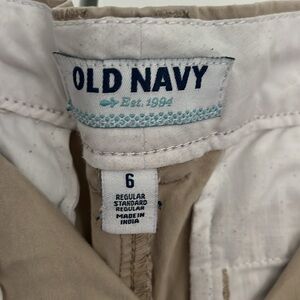 OLD NAVY
Est. 1994
6
REGULAR
STANDARD
REGULAR
MADE IN
INDIA